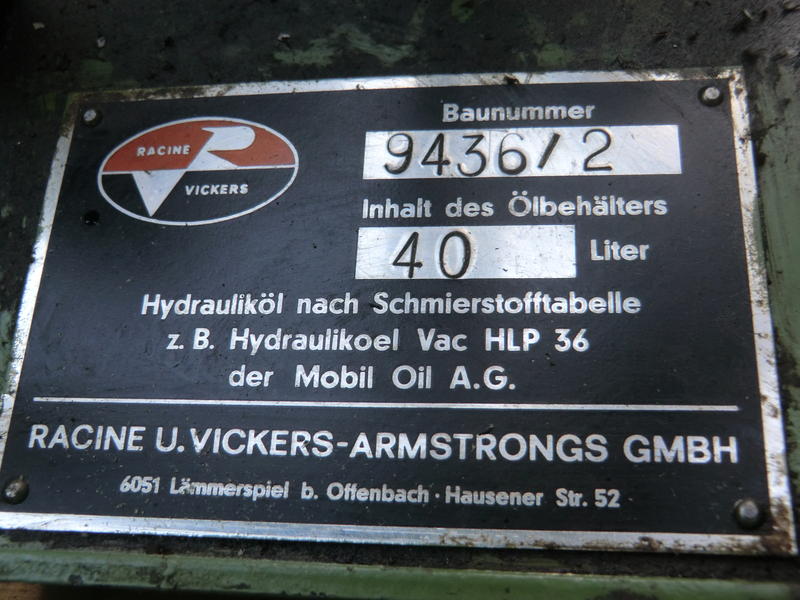 RACINE
VICKERS
Baunummer
9436/2
Inhalt des Ölbehälters
40 Liter
Hydrauliköl nach Schmierstofftabelle
z. B. Hydraulikoel Vac HLP 36
der Mobil Oil A.G.
RACINE U. VICKERS-ARMSTRONGS GMBH
6051 Lämmerspiel b. Offenbach · Hausener Str. 52